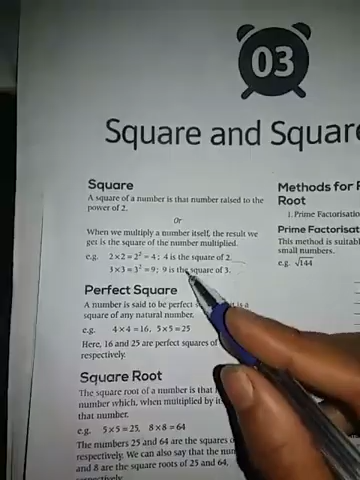 03
Square and Square
Square
A square of a number is that number raised to the
power of 2.
Or
When we multiply a number itself, the result we
get is the square of the number multiplied.
e.g. 2 × 2 = 2² = 4; 4 is the square of 2.
3 × 3 = 3² = 9; 9 is the square of 3.
Perfect Square
A number is said to be perfect is a
square of any natural number.
e.g. 4 × 4 = 16, 5 × 5 = 25
Here, 16 and 25 are perfect squares of
respectively.
Square Root
The square root of a number is that
number which, when multiplied by
that number.
e.g. 5 × 5 = 25, 8 × 8 = 64
The numbers 25 and 64 are the squares
respectively. We can also say that the
and 8 are the square roots of 25 and 64,
respectively.
Methods for
Root
1. Prime Factorisatio
Prime Factorisat
This method is suitabl
small numbers.
e.g. √144